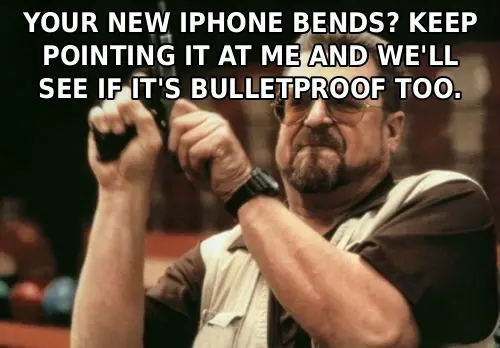 YOUR NEW IPHONE BENDS? KEEP
POINTING IT AT ME AND WE'LL
SEE IF IT'S BULLETPROOF TOO.